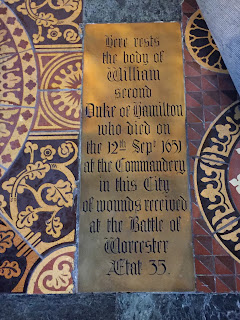 Here rests
the body of
William
second
Duke of Hamilton
who died on
the 12th Sept 1651
at the Commandery
in this City
of wounds received
at the Battle of
Worcester
Ætat 35.